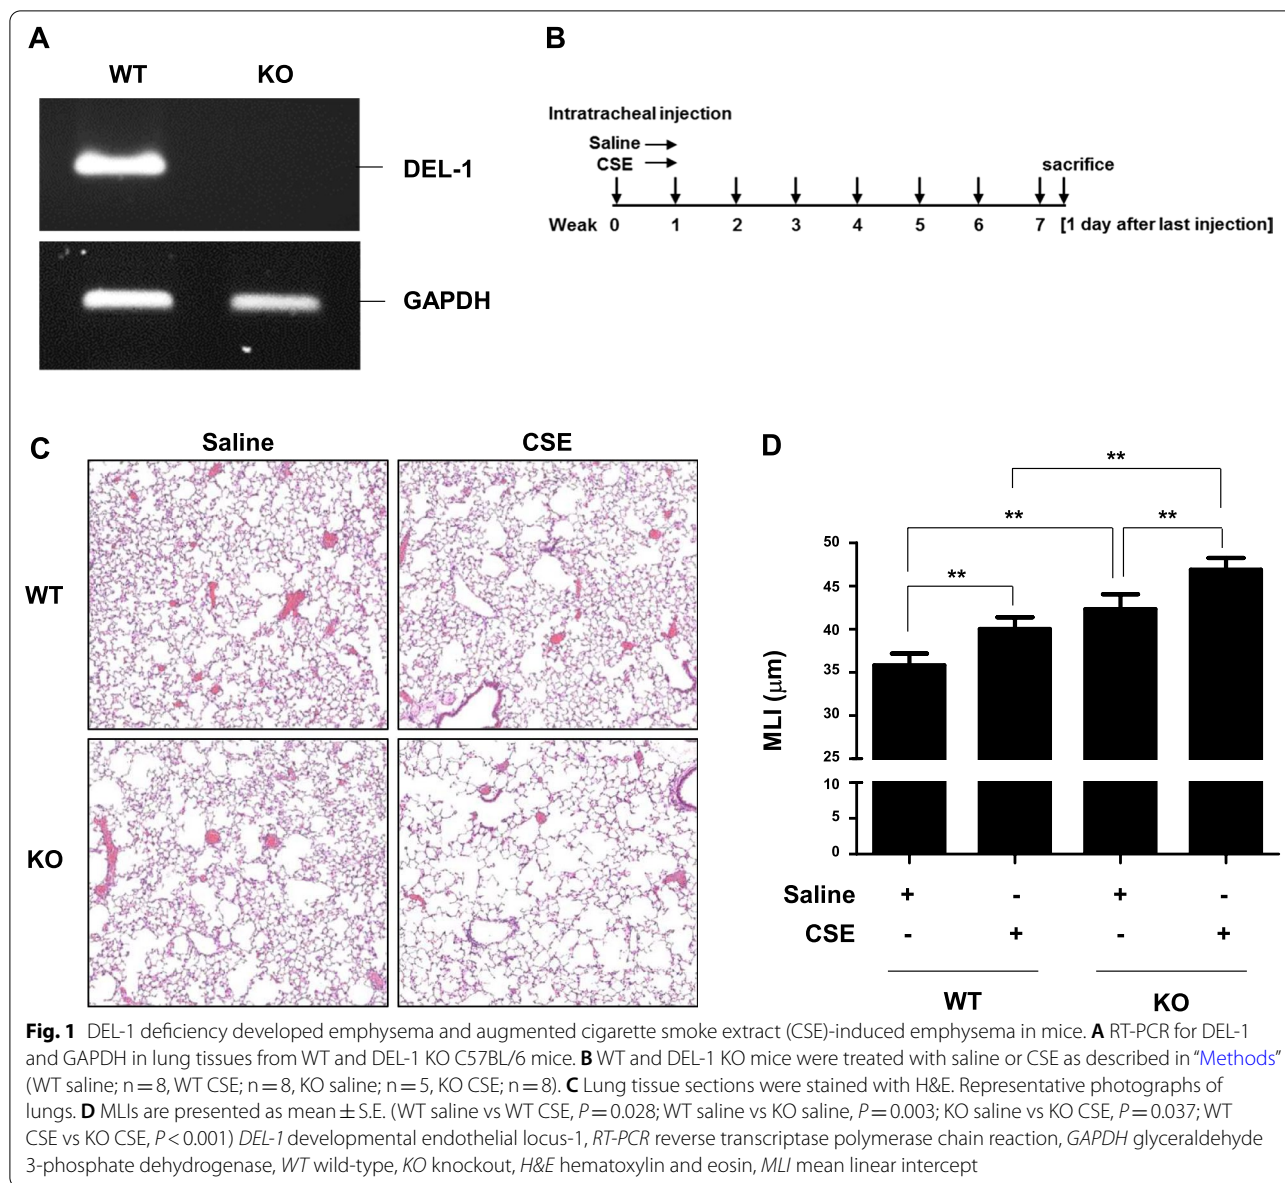 A
WT KO
DEL-1
GAPDH
B
Intratracheal injection
Saline
CSE
sacrifice
Weak 0 1 2 3 4 5 6 7 [1 day after last injection]
C
Saline CSE
WT
KO
D
**
** **
**
50
45
40
35
30
25
10
5
0
MLI (µm)
Saline + - + -
CSE - + - +
WT KO
Fig. 1 DEL-1 deficiency developed emphysema and augmented cigarette smoke extract (CSE)-induced emphysema in mice. A RT-PCR for DEL-1
and GAPDH in lung tissues from WT and DEL-1 KO C57BL/6 mice. B WT and DEL-1 KO mice were treated with saline or CSE as described in “Methods”
(WT saline; n = 8, WT CSE; n = 8, KO saline; n = 5, KO CSE; n = 8). C Lung tissue sections were stained with H&E. Representative photographs of
lungs. D MLIs are presented as mean ± S.E. (WT saline vs WT CSE, P = 0.028; WT saline vs KO saline, P = 0.003; KO saline vs KO CSE, P = 0.037; WT
CSE vs KO CSE, P < 0.001) DEL-1 developmental endothelial locus-1, RT-PCR reverse transcriptase polymerase chain reaction, GAPDH glyceraldehyde
3-phosphate dehydrogenase, WT wild-type, KO knockout, H&E hematoxylin and eosin, MLI mean linear intercept